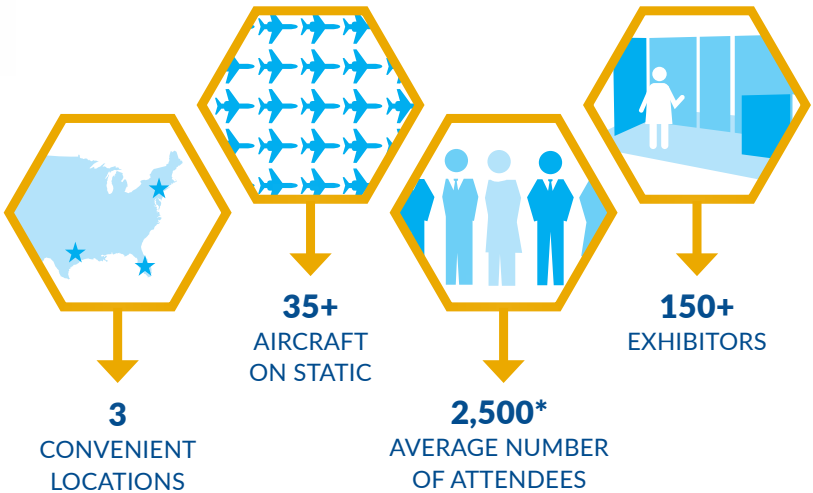 3
CONVENIENT
LOCATIONS
35+
AIRCRAFT
ON STATIC
2,500*
AVERAGE NUMBER
OF ATTENDEES
150+
EXHIBITORS